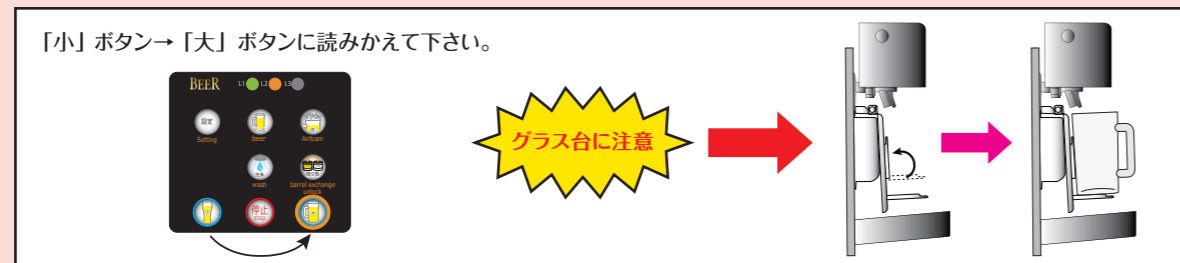 「小」ボタン→「大」ボタンに読みかえて下さい。
BEER L1 L2 L3
設定
Setting beer Airfoam
wash barrel exchange
unlock
停止
STOP
グラス台に注意